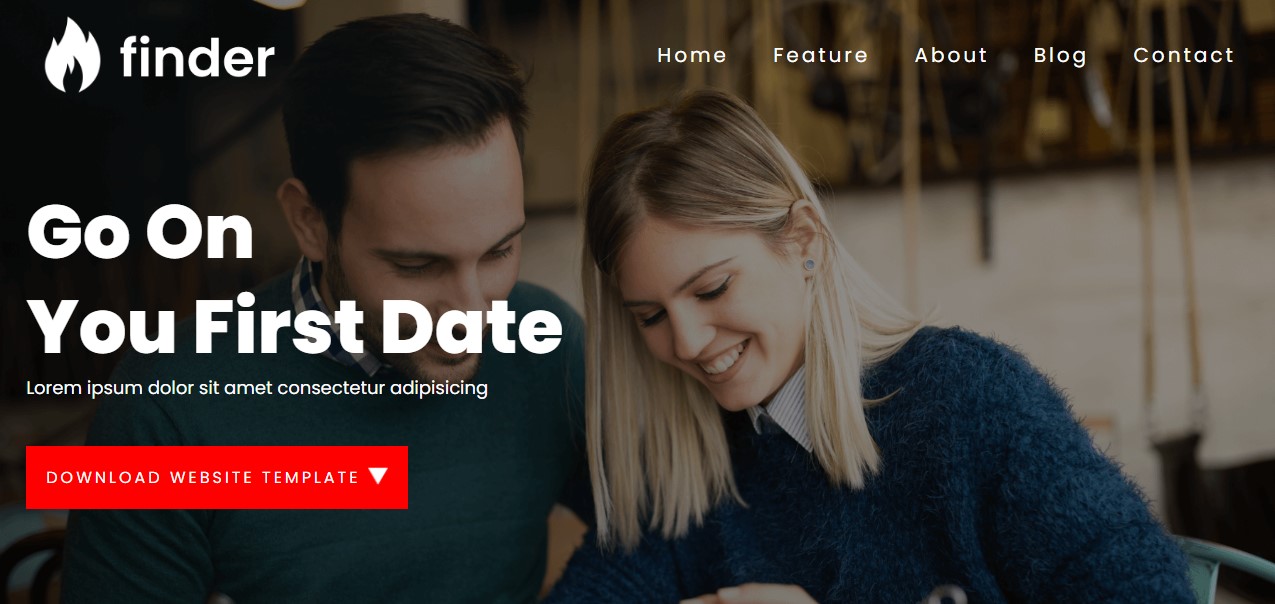 finder
Home Feature About Blog Contact
Go On
You First Date
Lorem ipsum dolor sit amet consectetur adipisicing
DOWNLOAD WEBSITE TEMPLATE